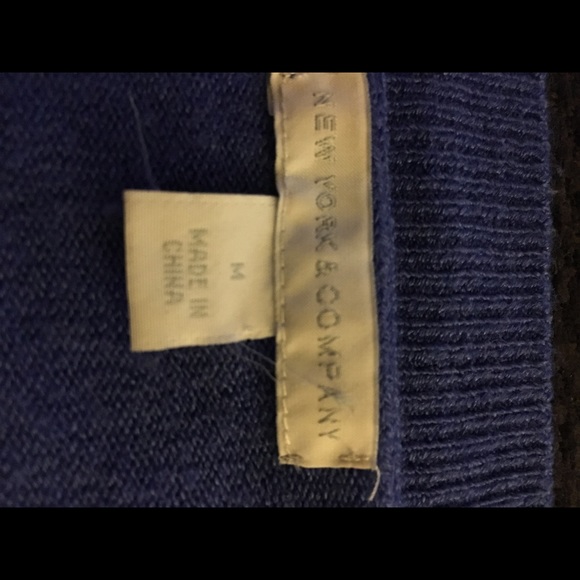 NEW YORK & COMPANY
M
MADE IN
CHINA.